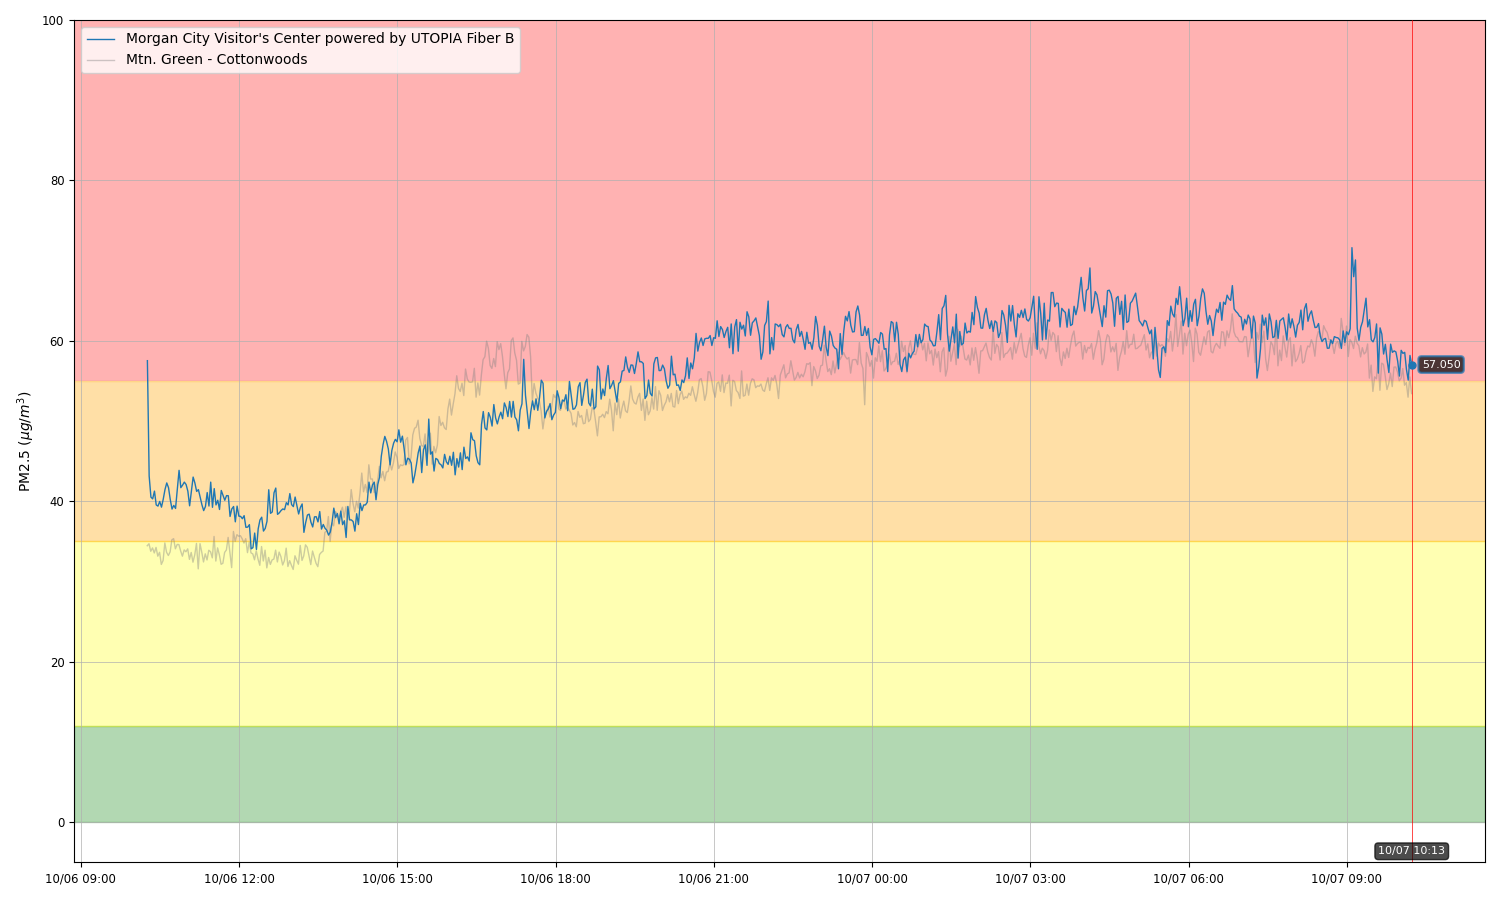 100
Morgan City Visitor's Center powered by UTOPIA Fiber B
Mtn. Green - Cottonwoods
80
60
57.050
PM2.5 (μg/m³)
40
20
0
10/07 10:13
10/06 09:00 10/06 12:00 10/06 15:00 10/06 18:00 10/06 21:00 10/07 00:00 10/07 03:00 10/07 06:00 10/07 09:00